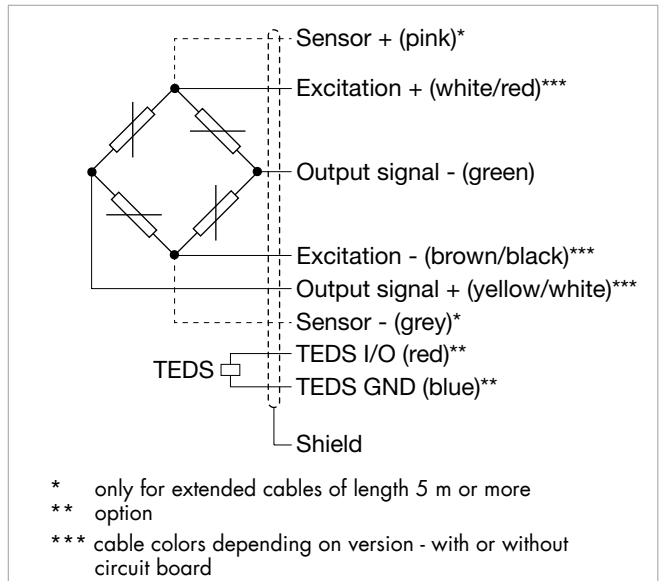 Sensor + (pink)*
Excitation + (white/red)***
Output signal - (green)
Excitation - (brown/black)***
Output signal + (yellow/white)***
Sensor - (grey)*
TEDS I/O (red)**
TEDS
TEDS GND (blue)**
Shield
* only for extended cables of length 5 m or more
** option
*** cable colors depending on version - with or without
circuit board